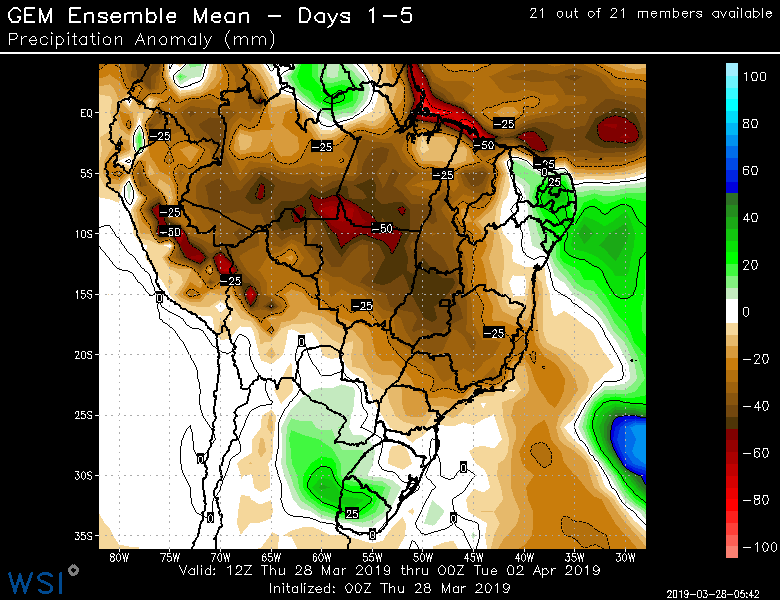 GEM Ensemble Mean – Days 1–5
21 out of 21 members available
Precipitation Anomaly (mm)
EQ
5S
10S
15S
20S
25S
30S
35S
80W 75W 70W 65W 60W 55W 50W 45W 40W 35W 30W
−25
−25
−25
−50
−25
−25
0
25
−25
−50
−50
−25
−25
−25
0
0
0
0
0
25
0
0
100
80
60
40
20
0
−20
−40
−60
−80
−100
Valid: 12Z Thu 28 Mar 2019 thru 00Z Tue 02 Apr 2019
Initalized: 00Z Thu 28 Mar 2019
WSI
2019-03-28-05:42